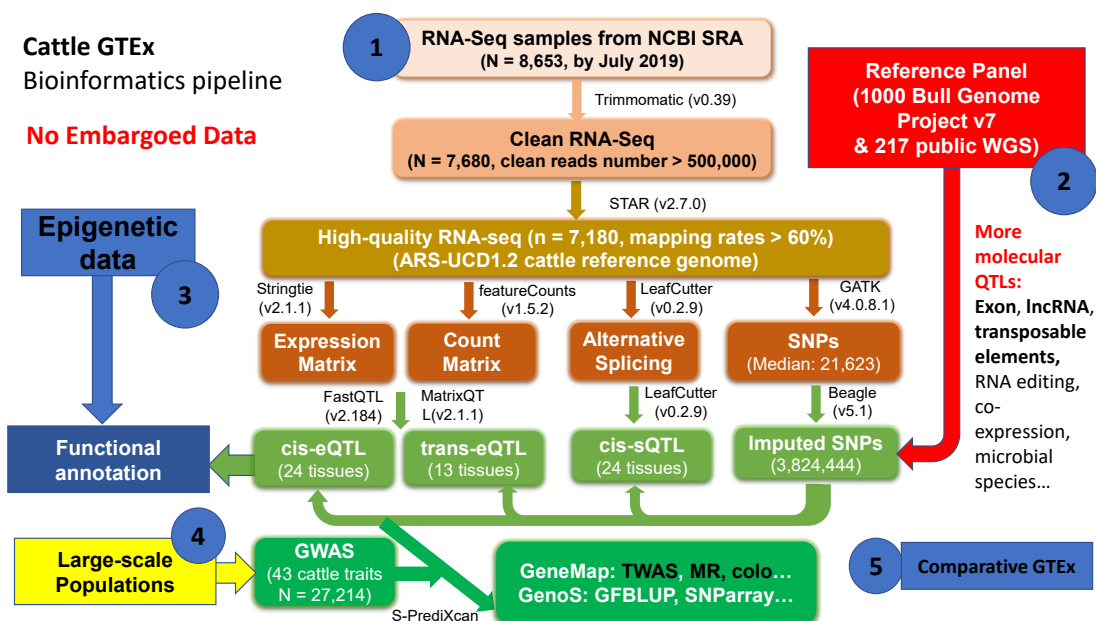 Cattle GTEx
Bioinformatics pipeline
No Embargoed Data
1
RNA-Seq samples from NCBI SRA
(N = 8,653, by July 2019)
Trimmomatic (v0.39)
Clean RNA-Seq
(N = 7,680, clean reads number > 500,000)
STAR (v2.7.0)
Reference Panel
(1000 Bull Genome
Project v7
& 217 public WGS)
2
High-quality RNA-seq (n = 7,180, mapping rates > 60%)
(ARS-UCD1.2 cattle reference genome)
Epigenetic
data
3
More
molecular
QTLs:
Exon, lncRNA,
transposable
elements,
RNA editing,
co-
expression,
microbial
species…
Stringtie
(v2.1.1)
featureCounts
(v1.5.2)
LeafCutter
(v0.2.9)
GATK
(v4.0.8.1)
Expression
Matrix
Count
Matrix
Alternative
Splicing
SNPs
(Median: 21,623)
FastQTL
(v2.184)
MatrixQT
L(v2.1.1)
LeafCutter
(v0.2.9)
Beagle
(v5.1)
Functional
annotation
cis-eQTL
(24 tissues)
trans-eQTL
(13 tissues)
cis-sQTL
(24 tissues)
Imputed SNPs
(3,824,444)
4
Large-scale
Populations
GWAS
(43 cattle traits
N = 27,214)
S-PrediXcan
GeneMap: TWAS, MR, colo…
GenoS: GFBLUP, SNParray…
5
Comparative GTEx